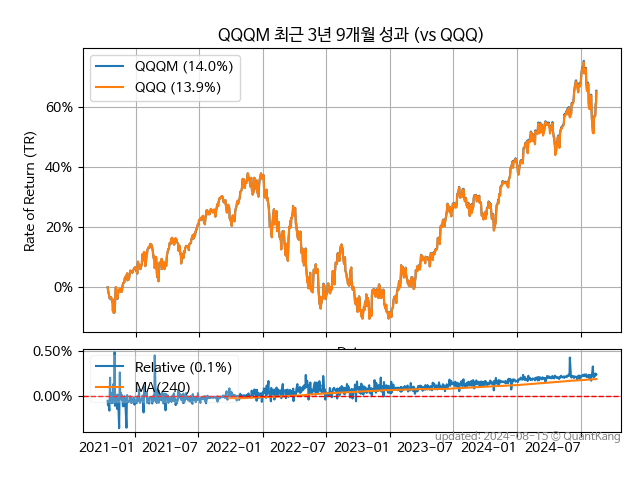 QQQM 최근 3년 9개월 성과 (vs QQQ)
QQQM (14.0%)
QQQ (13.9%)
Rate of Return (TR)
60%
40%
20%
0%
0.50%
0.00%
Relative (0.1%)
MA(240)
2021-01 2021-07 2022-01 2022-07 2023-01 2023-07 2024-01 2024-07
updated: 2024-08-15 © QuantKang